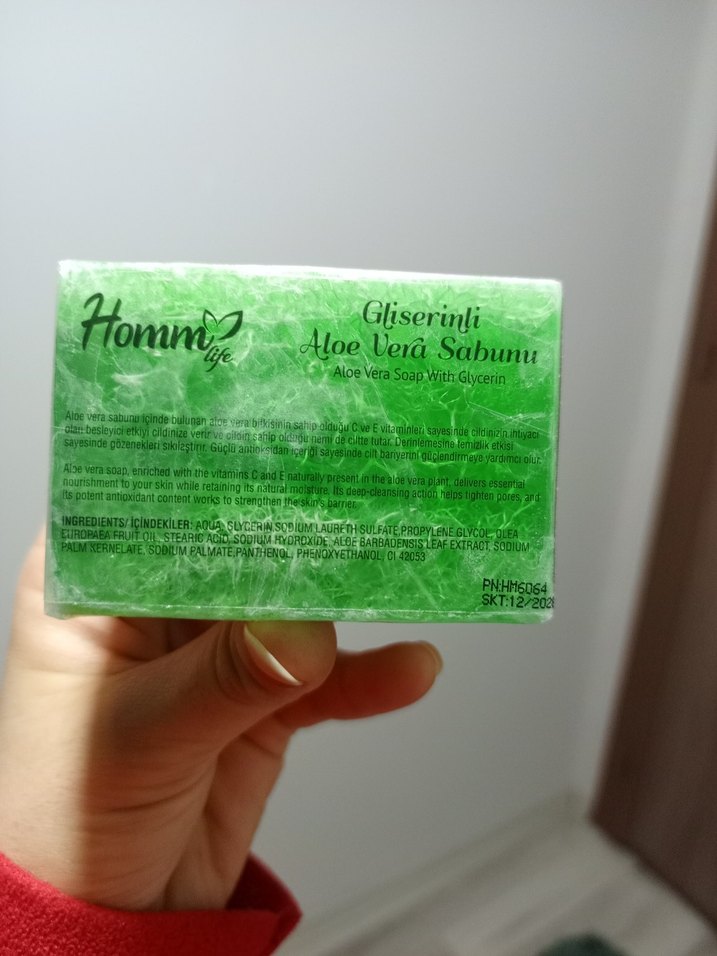 Homm
life
Gliserinli
Aloe Vera Sabunu
Aloe Vera Soap With Glycerin
Aloe vera sabunu içinde bulunan aloe vera bitkisinin sahip olduğu C ve E vitaminleri sayesinde cildinizin ihtiyacı
olan besleyici etkiyi cildinize verir ve cildin sahip olduğu nemi de ciltte tutar. Derinlemesine temizlik etkisi
sayesinde gözenekleri sıkılaştırır. Güçlü antioksidan içeriği sayesinde cilt bariyerini güçlendirmeye yardımcı olur.
Aloe vera soap, enriched with the vitamins C and E naturally present in the aloe vera plant, delivers essential
nourishment to your skin while retaining its natural moisture. Its deep-cleansing action helps tighten pores, and
its potent antioxidant content works to strengthen the skin's barrier.
INGREDIENTS/ İÇİNDEKİLER: AQUA, GLYCERIN,SODIUM LAURETH SULFATE,PROPYLENE GLYCOL, OLEA
EUROPAEA FRUIT OIL, STEARIC ACID, SODIUM HYDROXIDE, ALOE BARBADENSIS LEAF EXTRACT, SODIUM
PALM KERNELATE, SODIUM PALMATE,PANTHENOL, PHENOXYETHANOL, CI 42053
PN:HM6064
SKT:12/2028